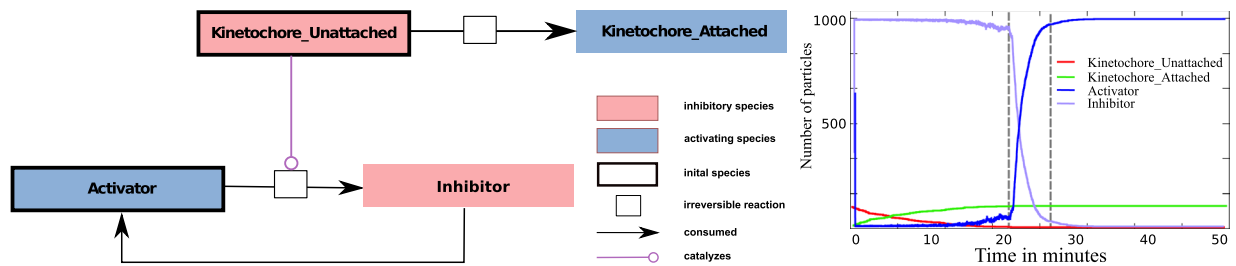 Kinetochore_Unattached
Kinetochore_Attached
Activator
Inhibitor
inhibitory species
activating species
inital species
irreversible reaction
consumed
catalyzes
Number of particles
1000
500
Kinetochore_Unattached
Kinetochore_Attached
Activator
Inhibitor
0 10 20 30 40 50
Time in minutes